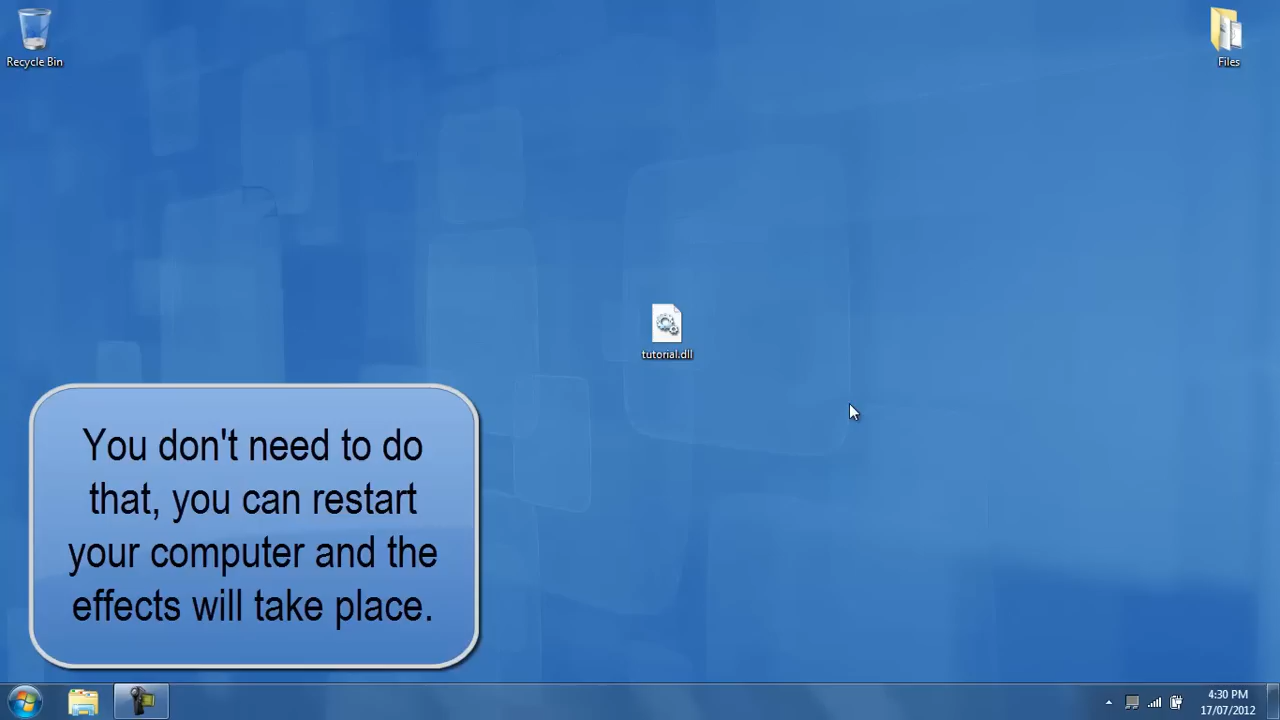 Recycle Bin
Files
tutorial.dll
You don't need to do
that, you can restart
your computer and the
effects will take place.
4:30 PM
17/07/2012